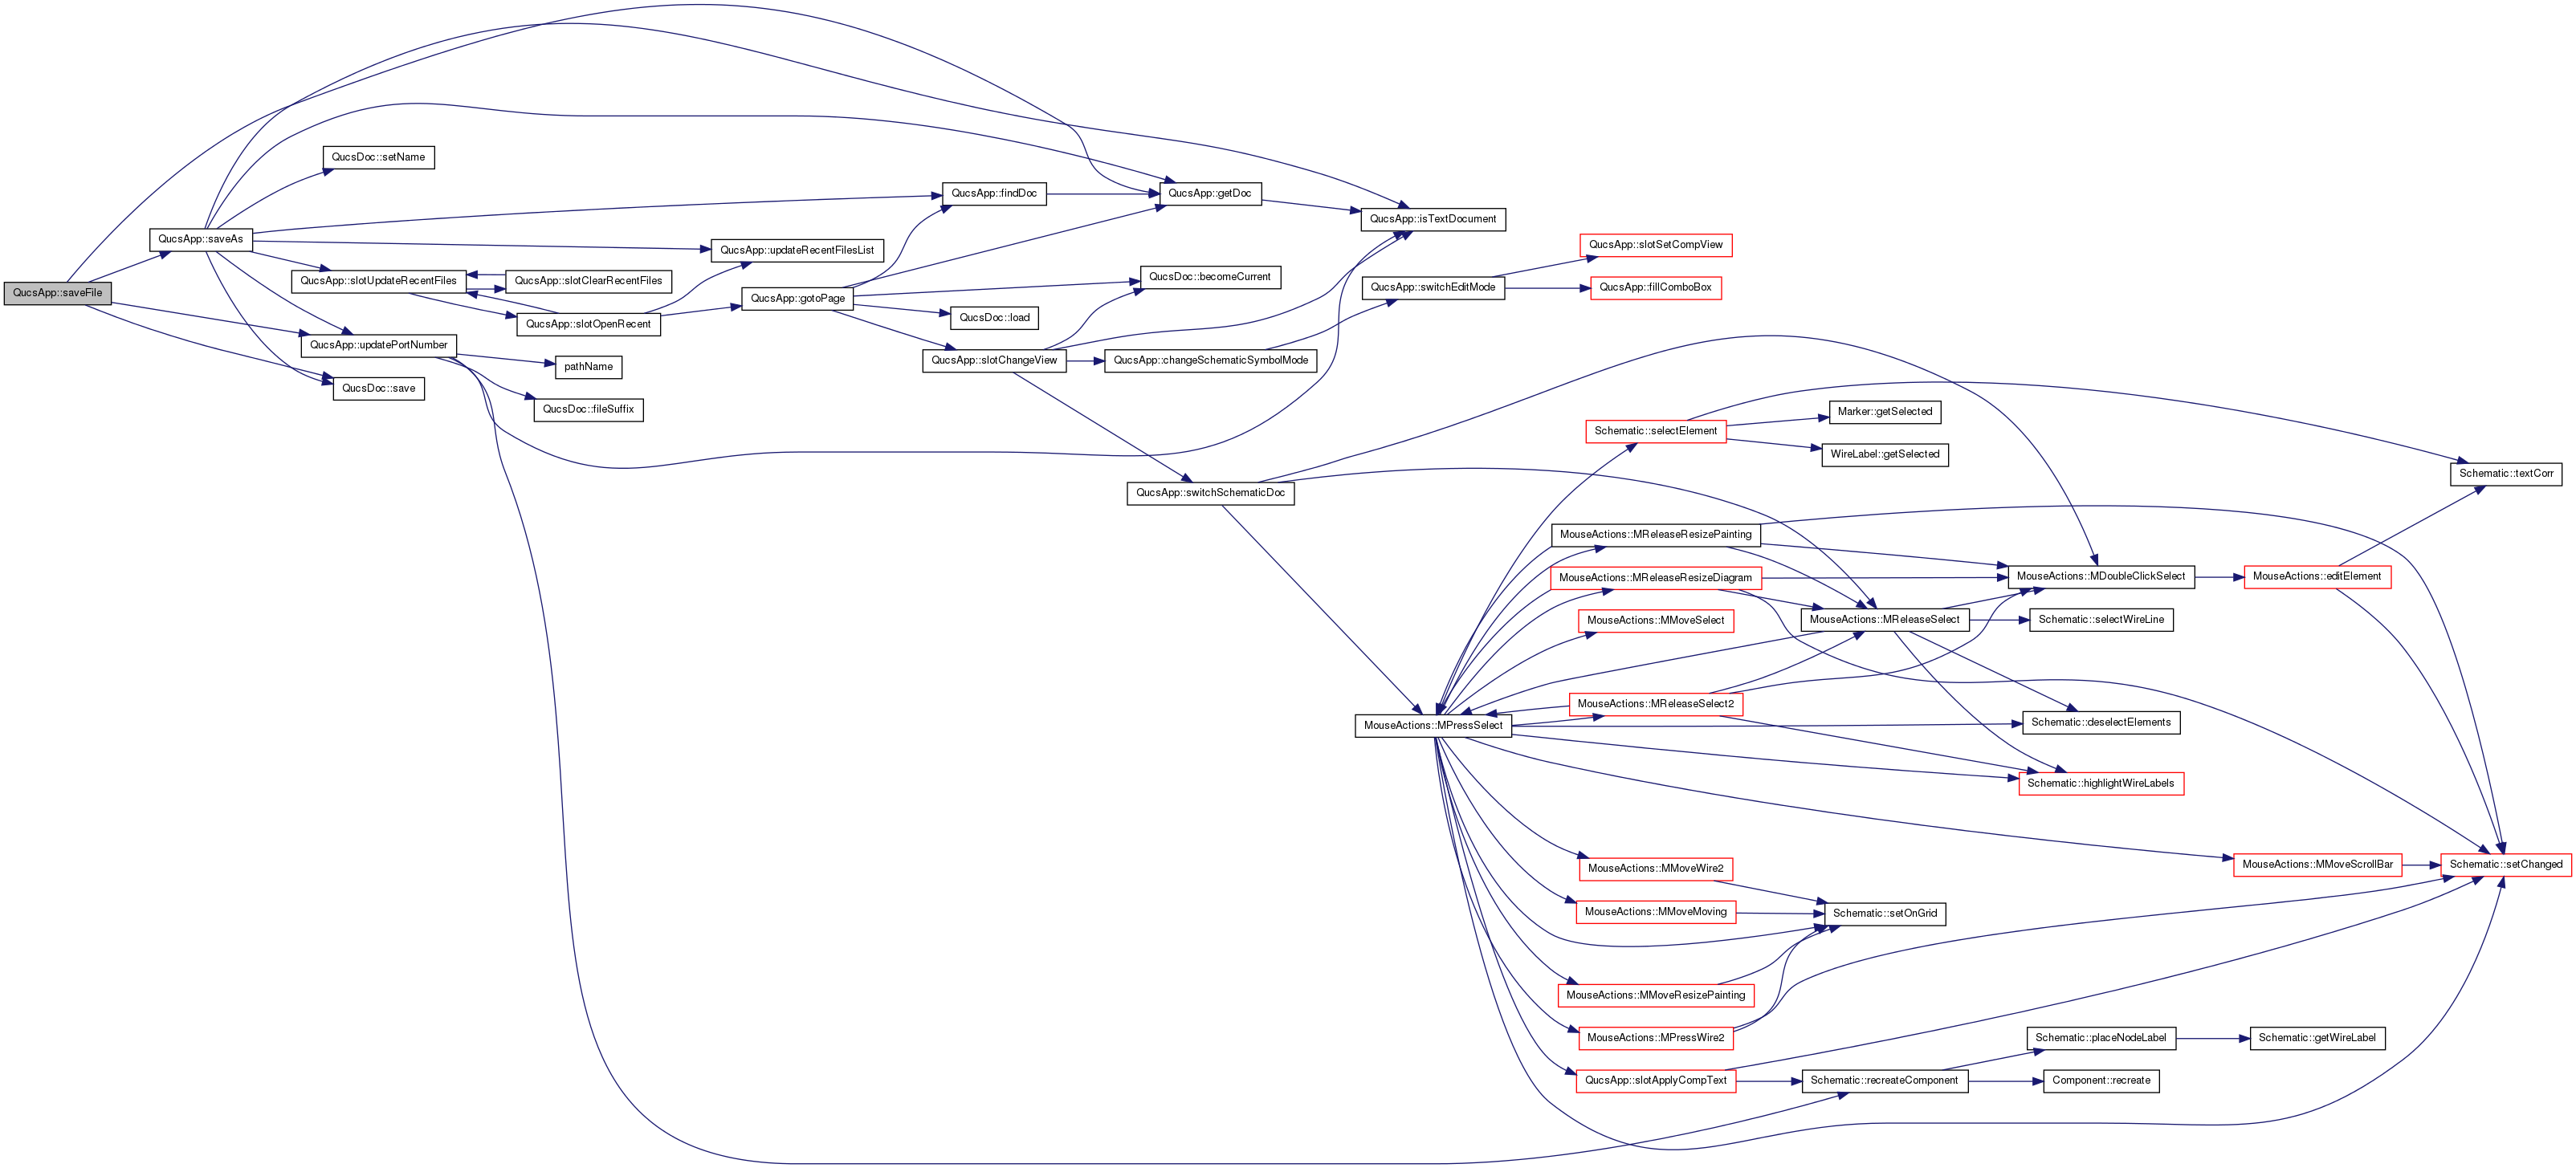 QucsApp::saveFile
QucsApp::saveAs
QucsDoc::setName
QucsApp::slotUpdateRecentFiles
QucsApp::updatePortNumber
QucsDoc::save
QucsApp::slotClearRecentFiles
QucsApp::slotOpenRecent
pathName
QucsDoc::fileSuffix
QucsApp::updateRecentFilesList
QucsApp::gotoPage
QucsApp::findDoc
QucsDoc::load
QucsApp::slotChangeView
QucsApp::getDoc
QucsDoc::becomeCurrent
QucsApp::changeSchematicSymbolMode
QucsApp::switchSchematicDoc
QucsApp::isTextDocument
QucsApp::switchEditMode
MouseActions::MPressSelect
QucsApp::slotSetCompView
QucsApp::fillComboBox
Schematic::selectElement
MouseActions::MReleaseResizePainting
MouseActions::MReleaseResizeDiagram
MouseActions::MMoveSelect
MouseActions::MReleaseSelect2
MouseActions::MMoveWire2
MouseActions::MMoveMoving
MouseActions::MMoveResizePainting
MouseActions::MPressWire2
QucsApp::slotApplyCompText
Marker::getSelected
WireLabel::getSelected
MouseActions::MReleaseSelect
Schematic::setOnGrid
Schematic::recreateComponent
MouseActions::MDoubleClickSelect
Schematic::selectWireLine
Schematic::deselectElements
Schematic::highlightWireLabels
Schematic::placeNodeLabel
Component::recreate
MouseActions::editElement
MouseActions::MMoveScrollBar
Schematic::getWireLabel
Schematic::textCorr
Schematic::setChanged